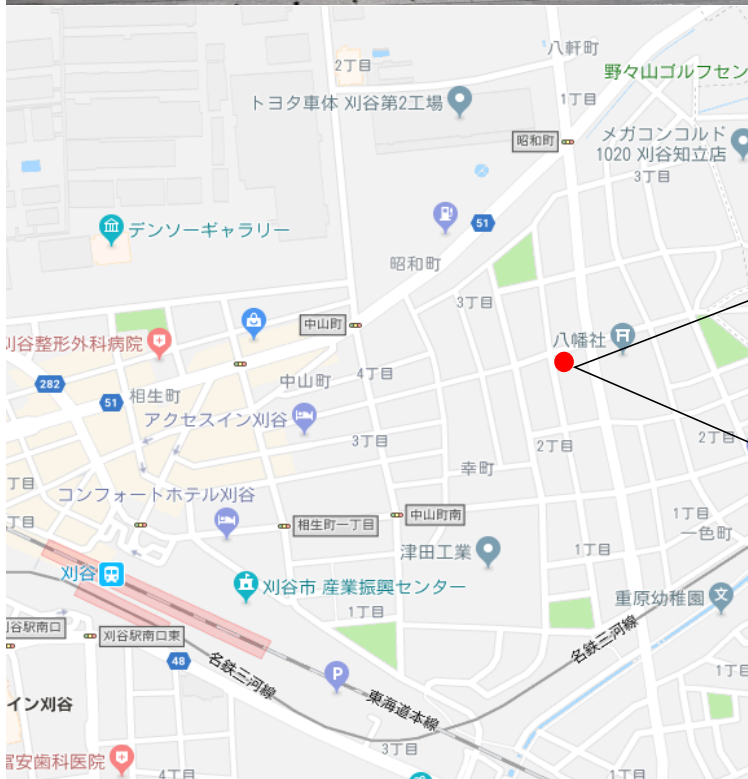 八軒町
2丁目
野々山ゴルフセン
1丁目
トヨタ車体 刈谷第2工場
昭和町
メガコンコルド
1020 刈谷知立店
3丁目
51
デンソーギャラリー
昭和町
3丁目
中山町
八幡社
刈谷整形外科病院
282
相生町
中山町
4丁目
51
アクセスイン刈谷
3丁目
2丁目
2丁目
幸町
丁目
コンフォートホテル刈谷
丁目
相生町一丁目
中山町南
1丁目
一色町
津田工業
1丁目
刈谷
刈谷市 産業振興センター
重原幼稚園
文
1丁目
刈谷駅南口
刈谷駅南口東
48
名鉄三河線
名鉄三河線
1丁目
P
東海道本線
イン刈谷
3丁目
富安歯科医院
4丁目
1丁目